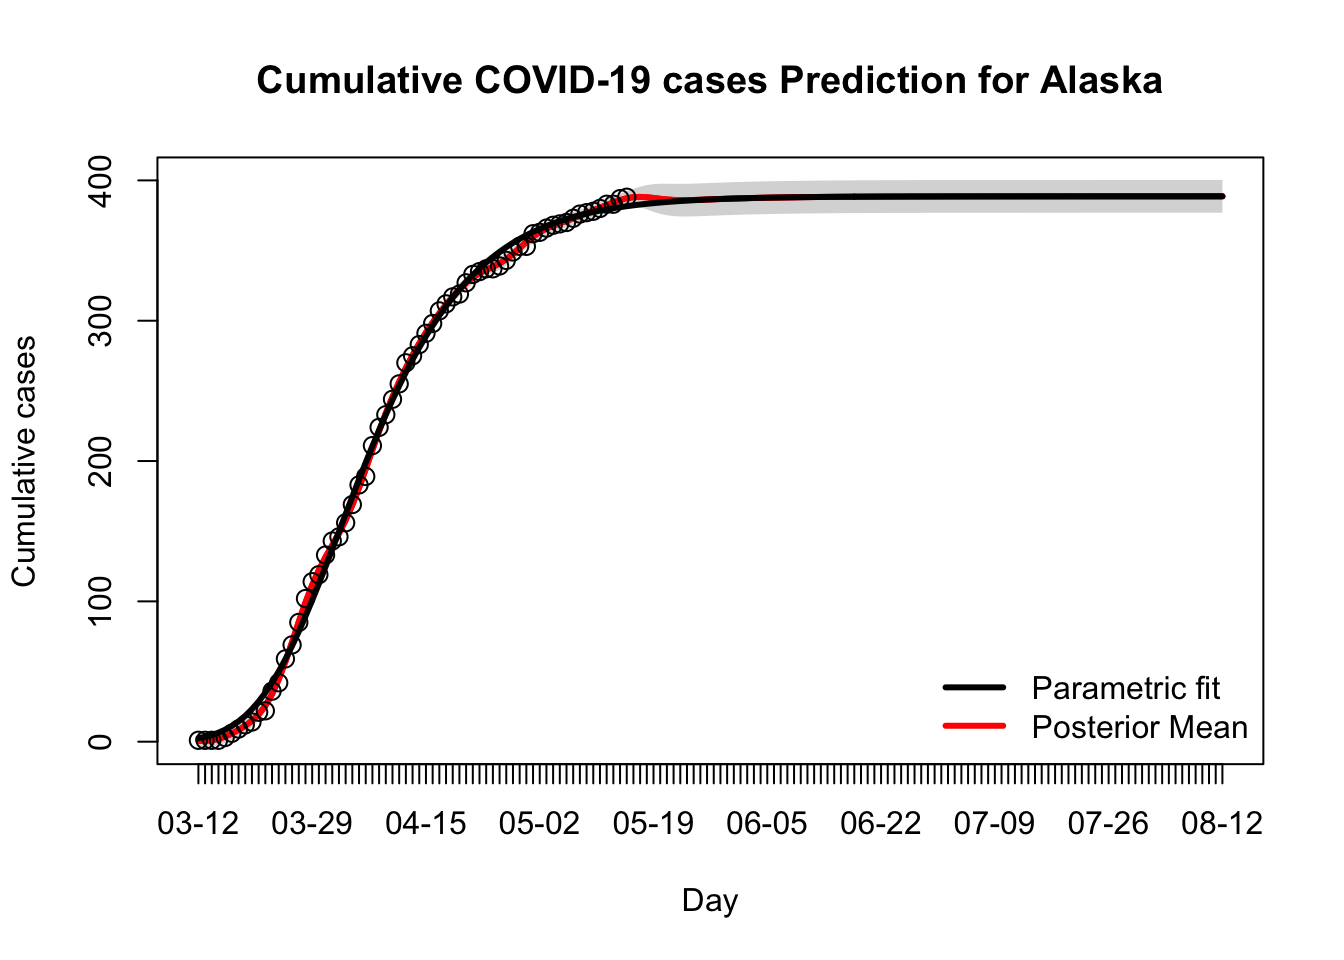 Cumulative COVID-19 cases Prediction for Alaska
Cumulative cases
400
300
200
100
0
Parametric fit
Posterior Mean
03-12 03-29 04-15 05-02 05-19 06-05 06-22 07-09 07-26 08-12
Day